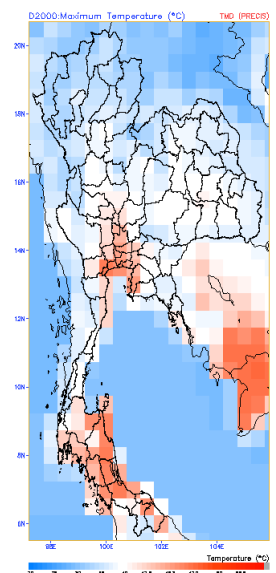 D2000:Maximum Temperature (°C) TMD (PRECIS)
20N
18N
16N
14N
12N
10N
8N
6N
98E 100E 102E 104E
Temperature (°C)